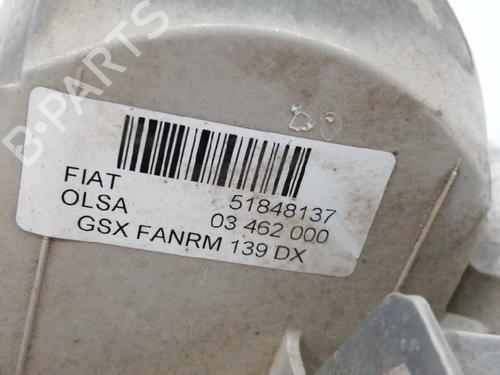 B-PARTS
FIAT 51848137
OLSA 03 462 000
GSX FANRM 139 DX